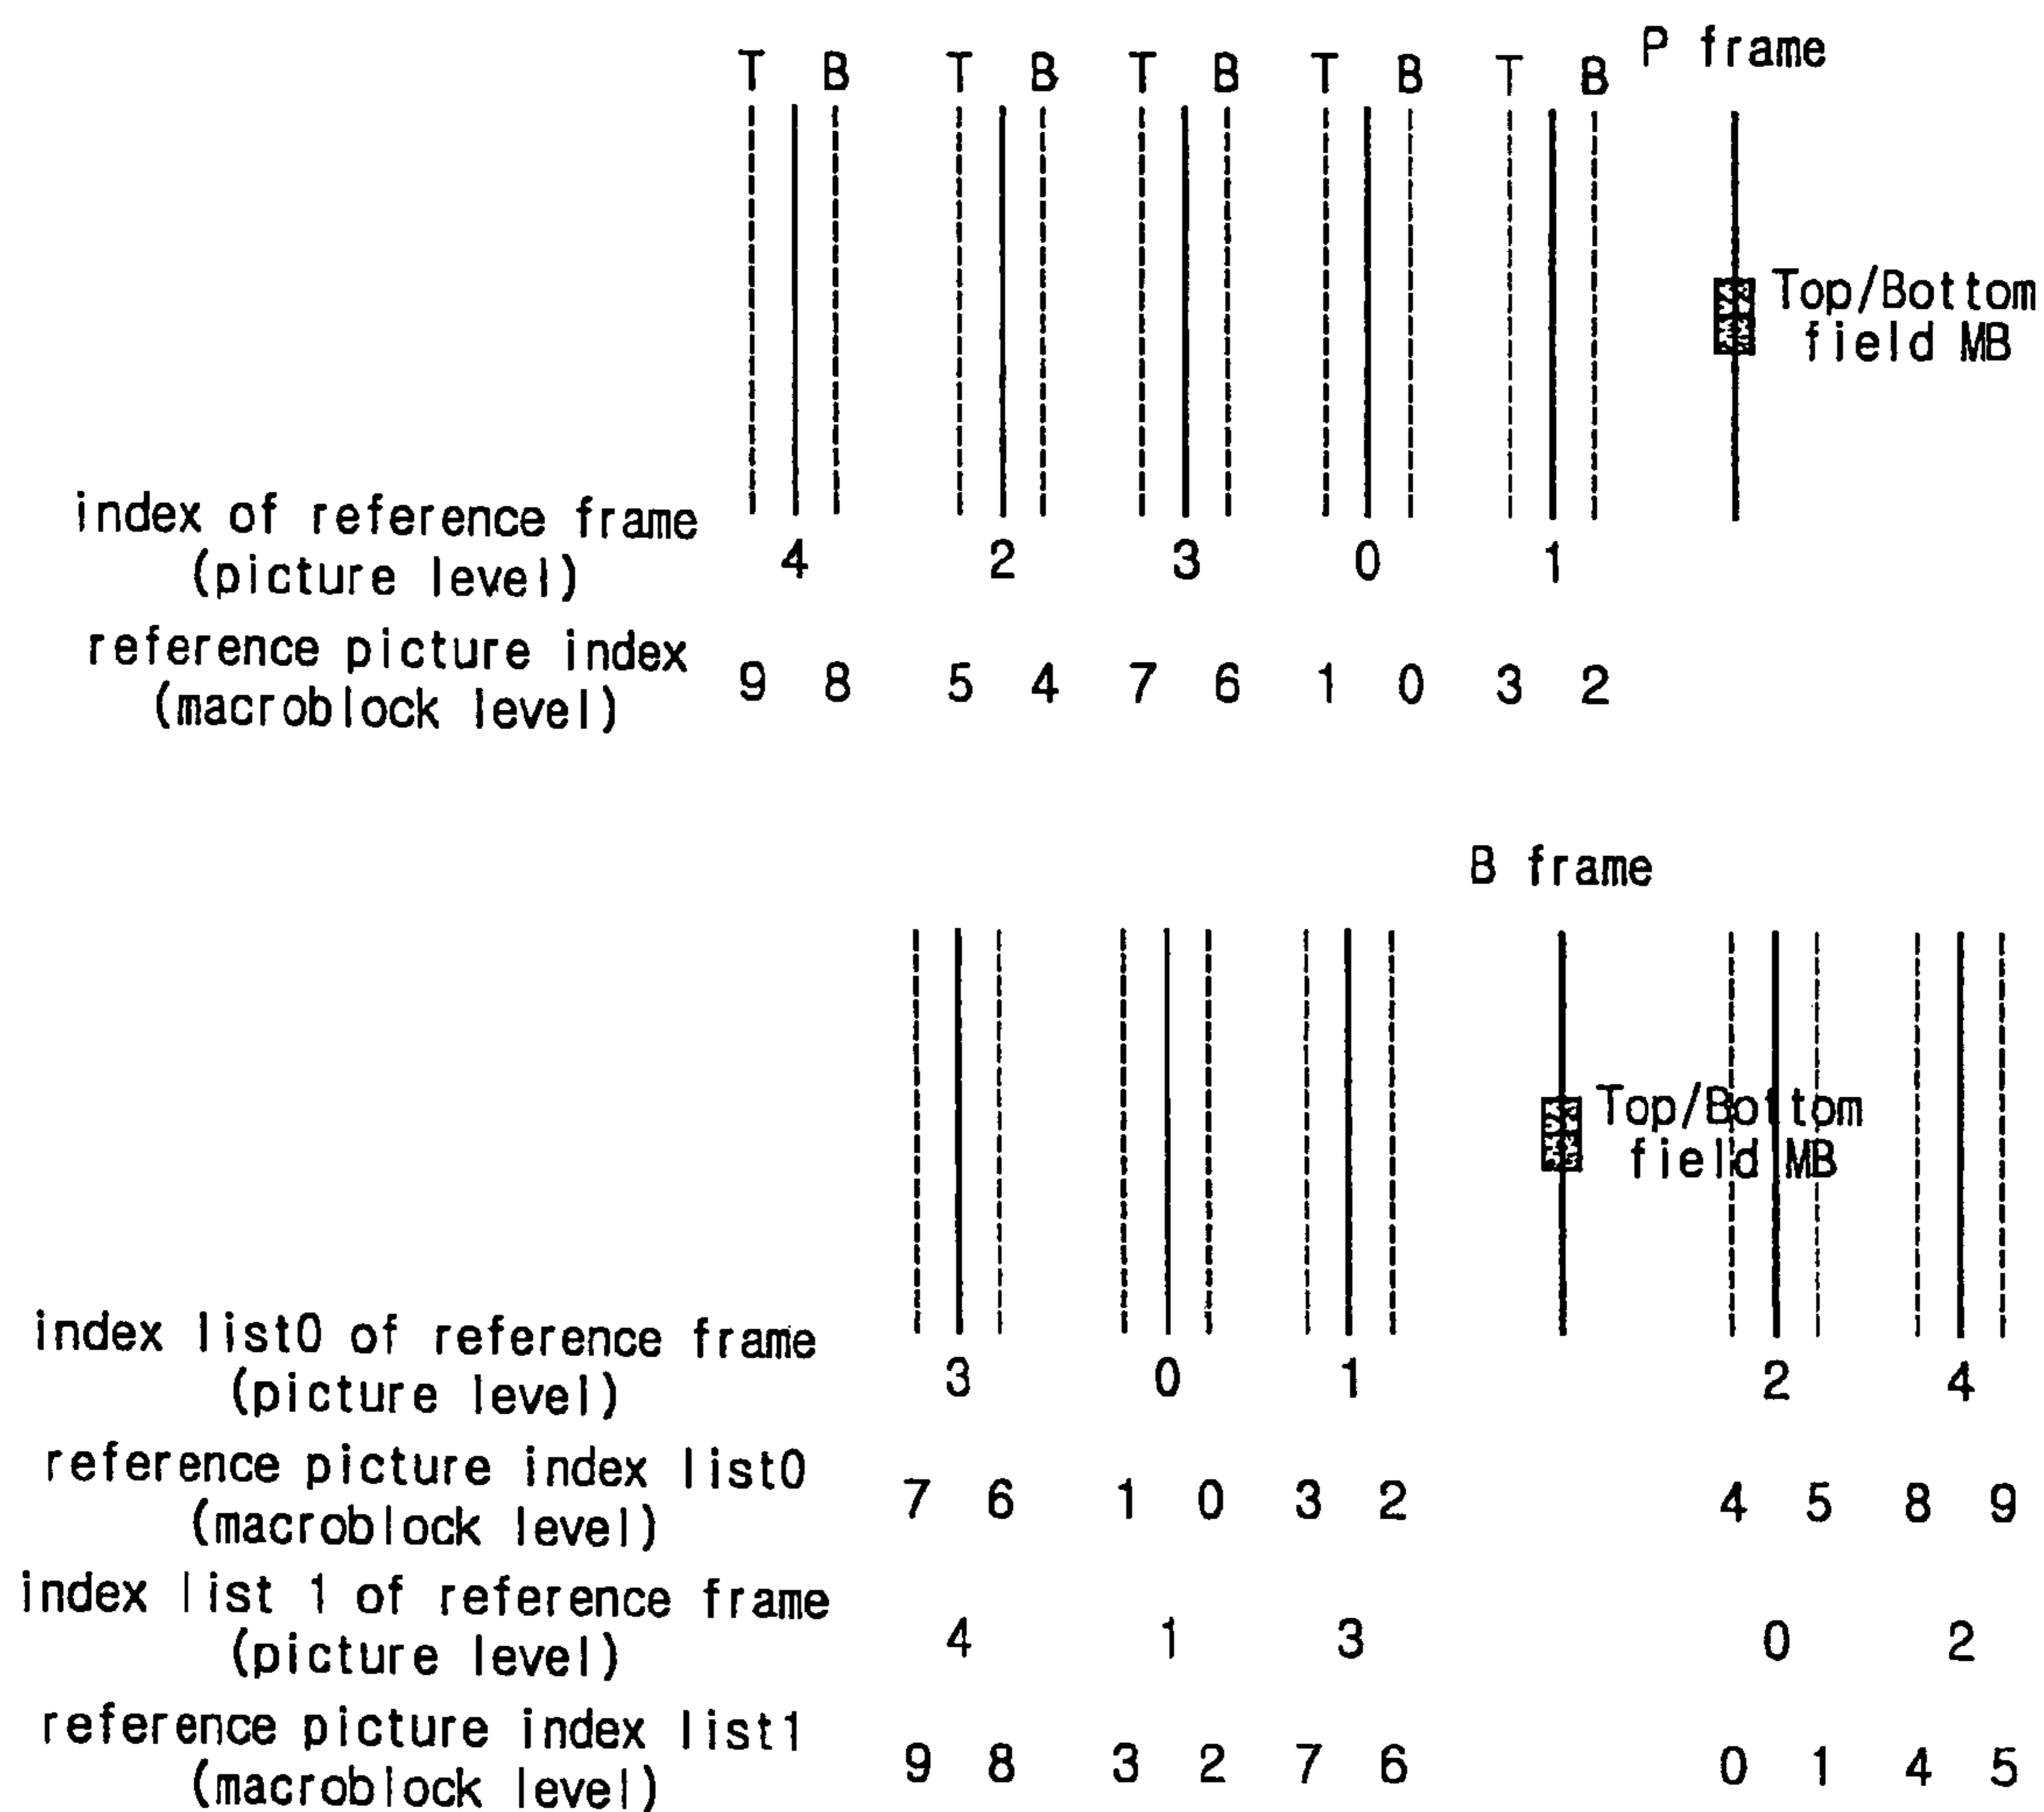 T B T B T B T B T B P frame
Top/Bottom
field MB
index of reference frame
(picture level) 4 2 3 0 1
reference picture index
(macroblock level) 9 8 5 4 7 6 1 0 3 2
B frame
Top/Bottom
field MB
index list0 of reference frame
(picture level) 3 0 1 2 4
reference picture index list0
(macroblock level) 7 6 1 0 3 2 4 5 8 9
index list 1 of reference frame
(picture level) 4 1 3 0 2
reference picture index list1
(macroblock level) 9 8 3 2 7 6 0 1 4 5